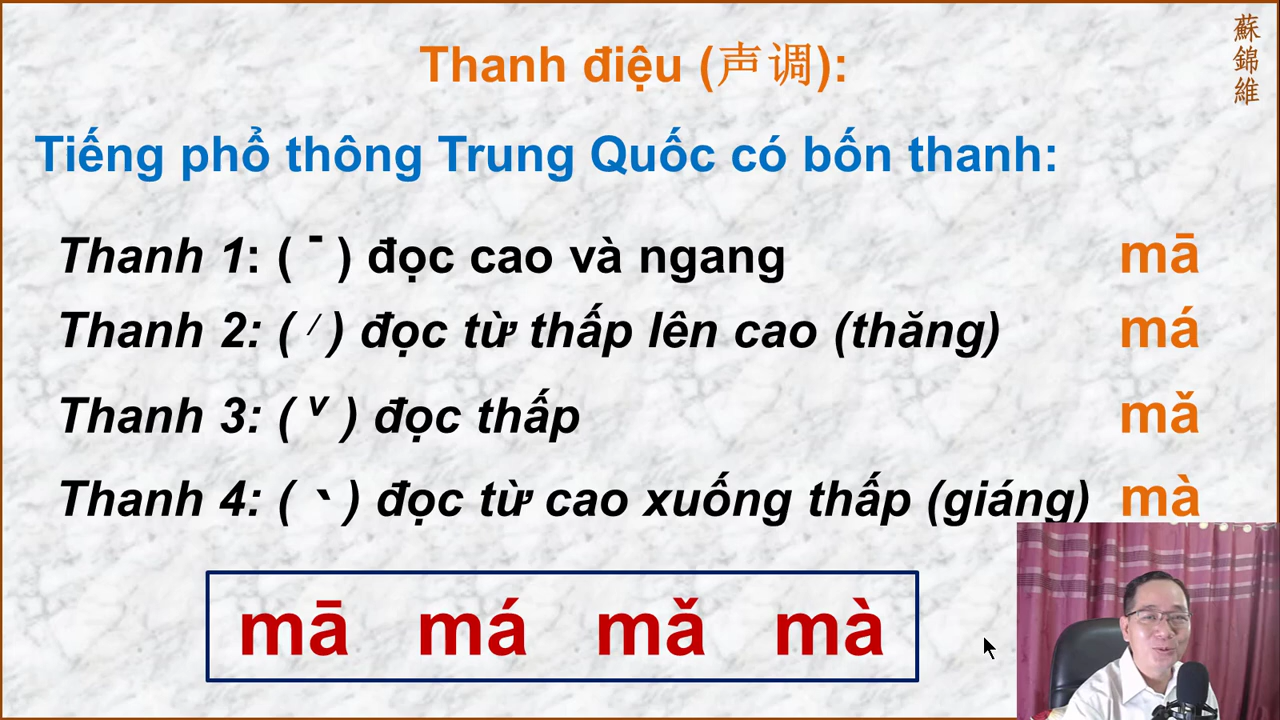 Thanh điệu (声调):
蘇錦維
Tiếng phổ thông Trung Quốc có bốn thanh:
Thanh 1: ( ˉ ) đọc cao và ngang mā
Thanh 2: ( ˊ ) đọc từ thấp lên cao (thăng) má
Thanh 3: ( ˇ ) đọc thấp mǎ
Thanh 4: ( ˋ ) đọc từ cao xuống thấp (giáng) mà
mā má mǎ mà